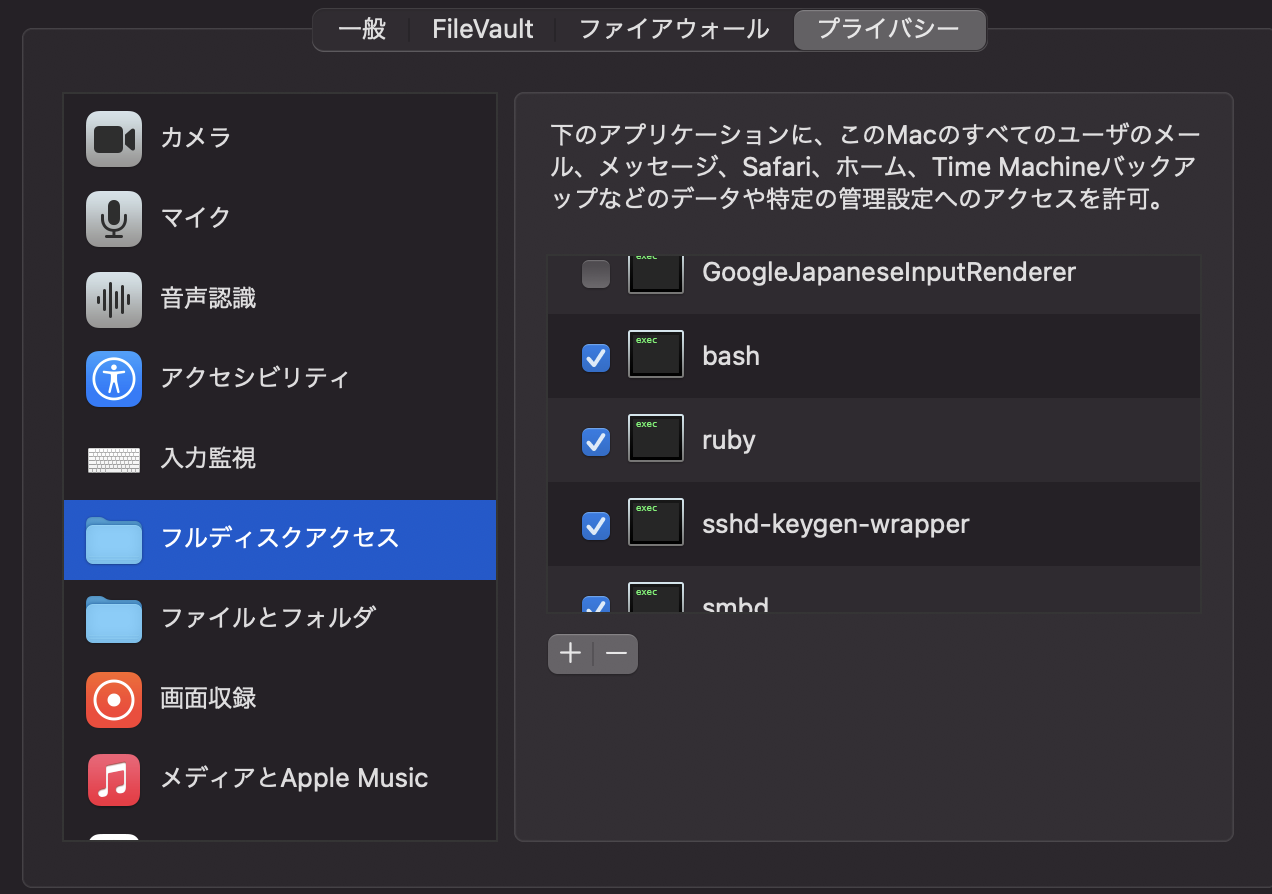 一般
FileVault
ファイアウォール
プライバシー
カメラ
マイク
音声認識
アクセシビリティ
入力監視
フルディスクアクセス
ファイルとフォルダ
画面収録
メディアとApple Music
下のアプリケーションに、このMacのすべてのユーザのメー
ル、メッセージ、Safari、ホーム、Time Machineバックア
ップなどのデータや特定の管理設定へのアクセスを許可。
exec
GoogleJapaneseInputRenderer
exec
bash
exec
ruby
exec
sshd-keygen-wrapper
exec
smbd